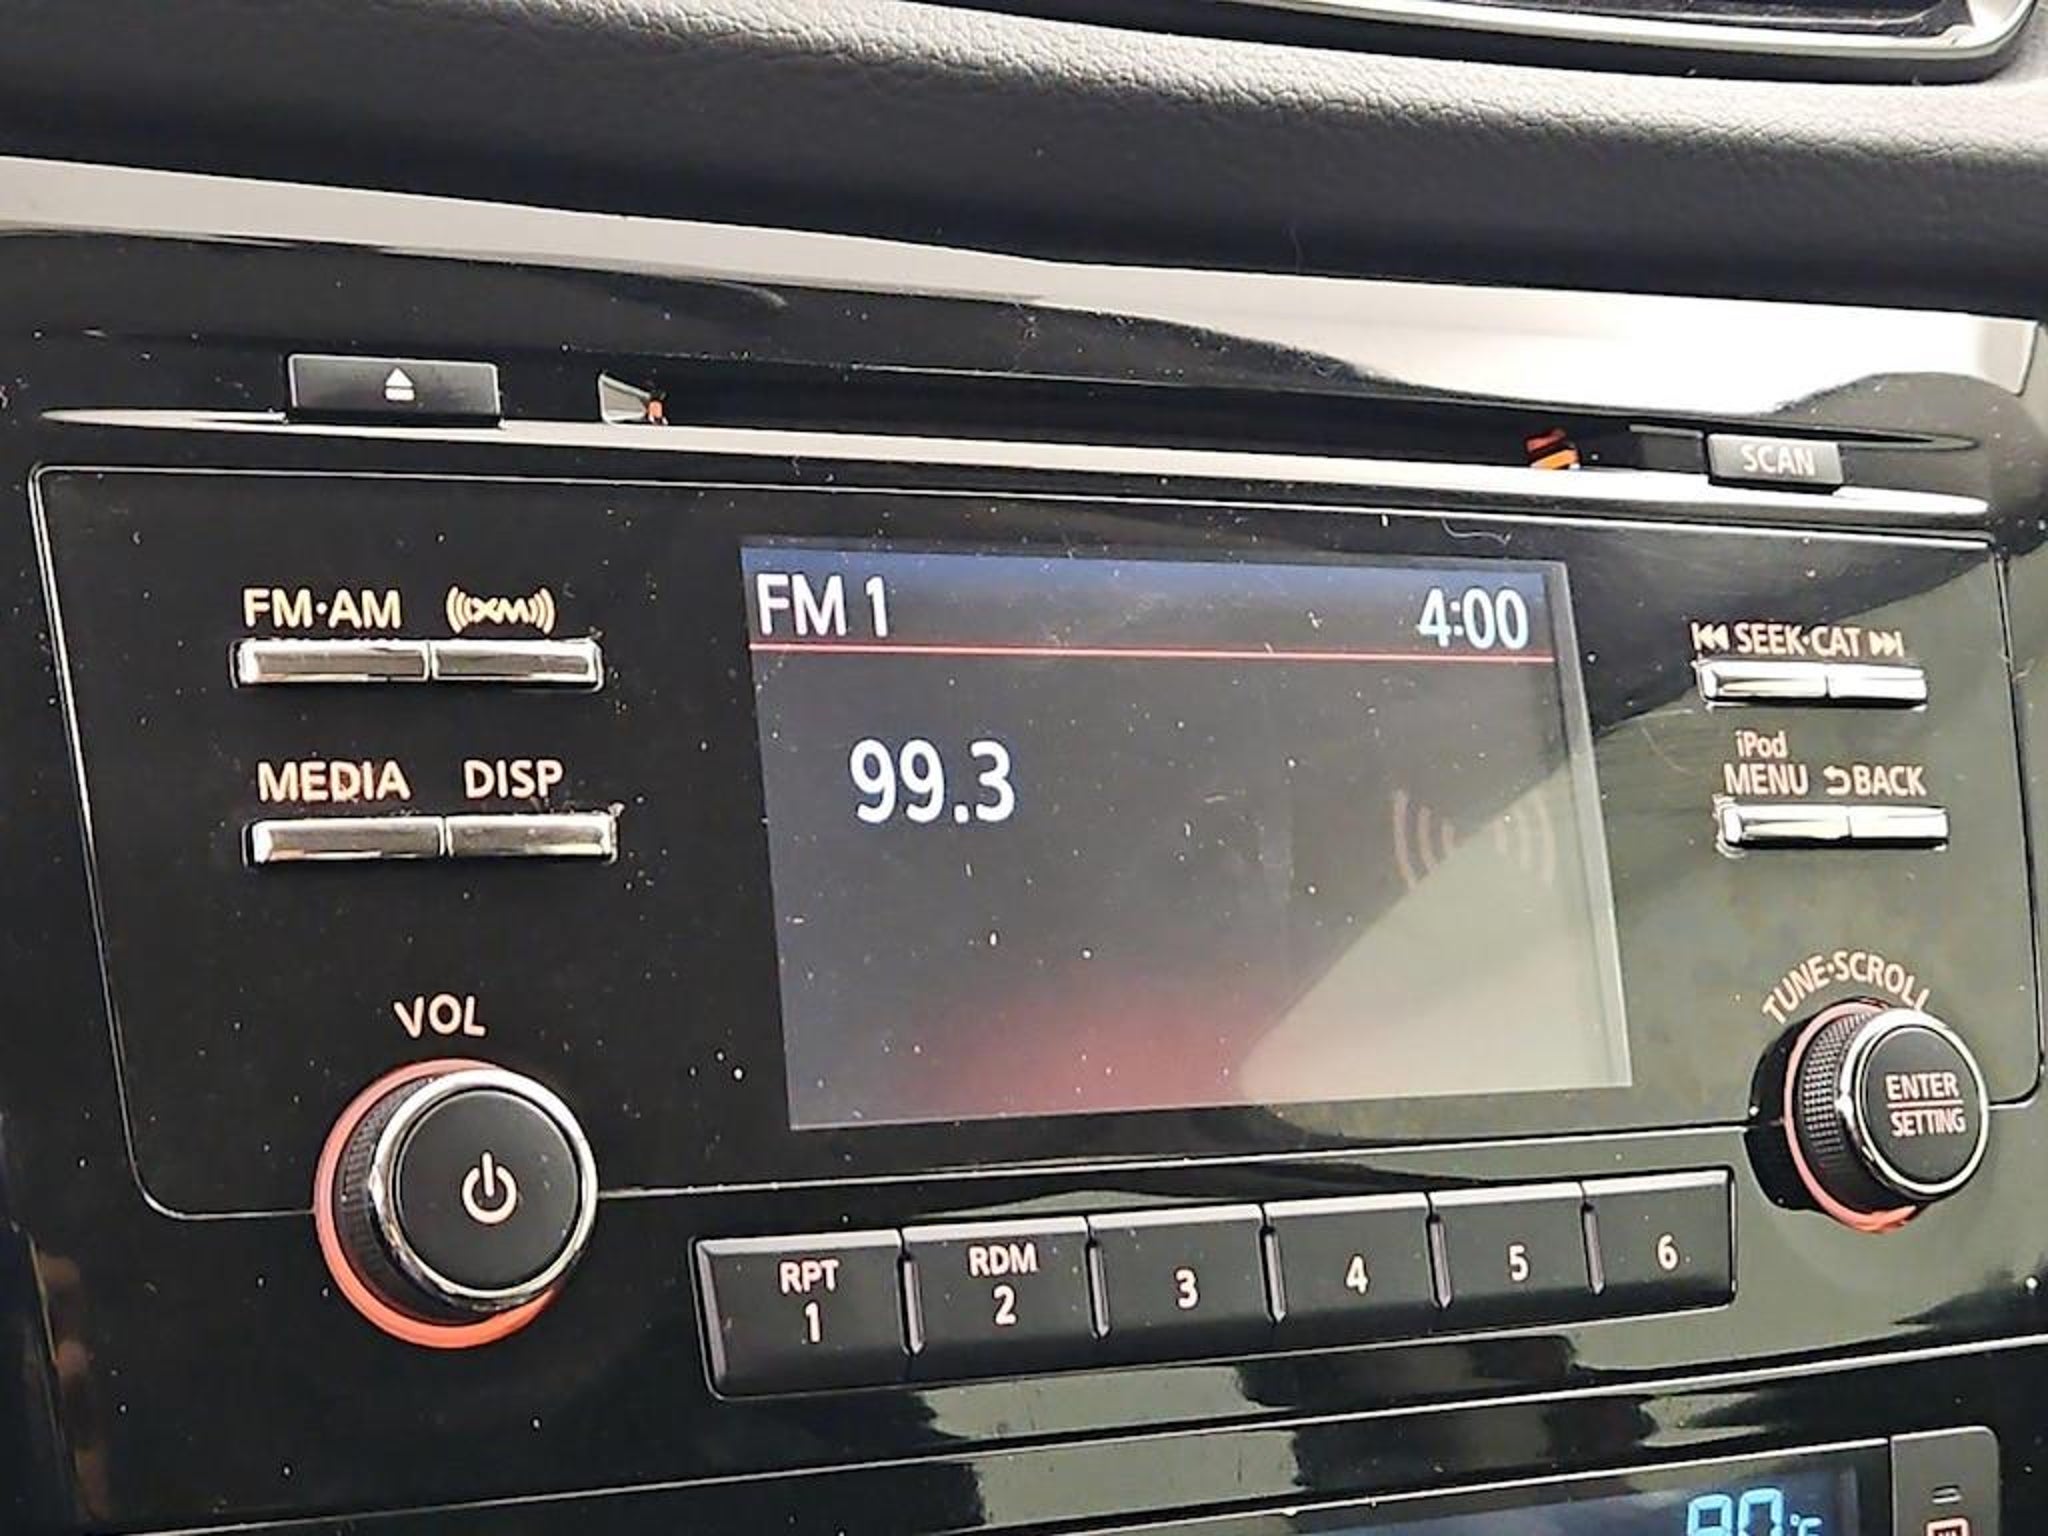 SCAN
FM·AM
XM
FM 1
4:00
SEEK·CAT
MEDIA
DISP
99.3
iPod
MENU
BACK
VOL
TUNE·SCROLL
ENTER
SETTING
RPT
1
RDM
2
3
4
5
6